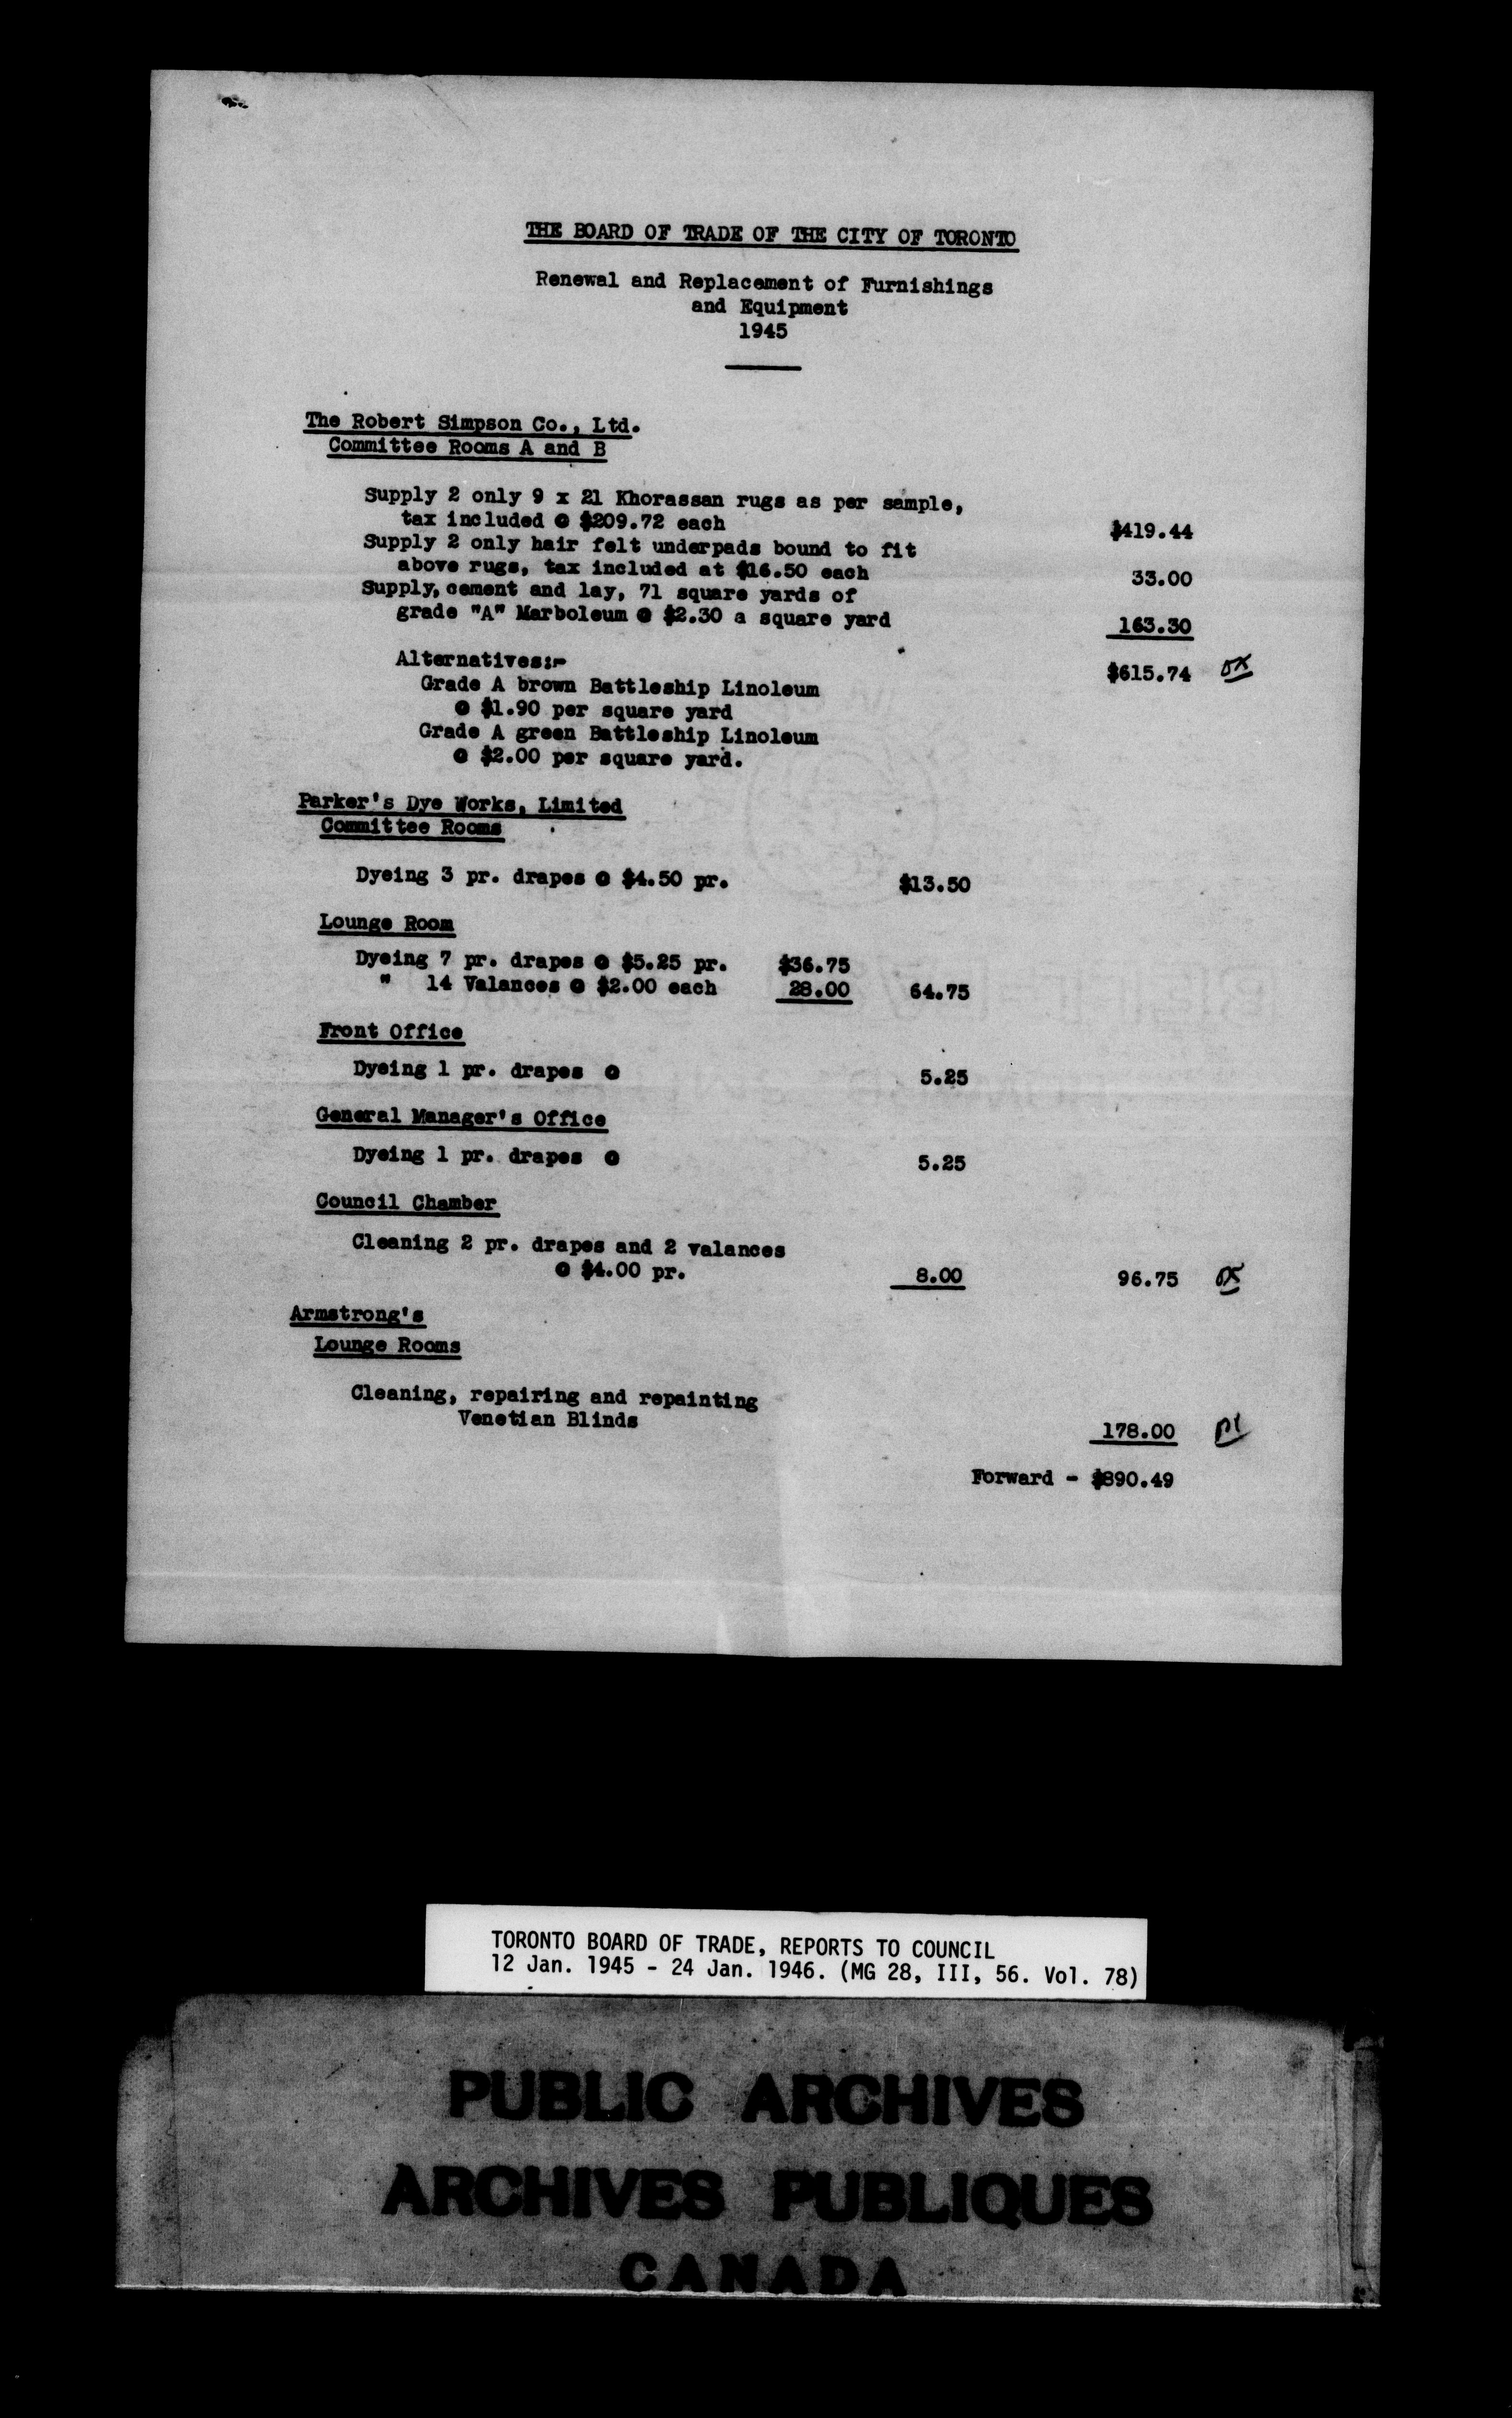 THE BOARD OF TRADE OF THE CITY OF TORONTO
Renewal and Replacement of Furnishings
and Equipment
1945
The Robert Simpson Co., Ltd.
Committee Rooms A and B
Supply 2 only 9 x 21 Khorassan rugs as per sample,
tax included @ $209.72 each $419.44
Supply 2 only hair felt underpads bound to fit
above rugs, tax included at $16.50 each 33.00
Supply, cement and lay, 71 square yards of
grade "A" Marboleum @ $2.30 a square yard 163.30
Alternatives:- $615.74 OK
Grade A brown Battleship Linoleum
@ $1.90 per square yard
Grade A green Battleship Linoleum
@ $2.00 per square yard.
Parker's Dye Works, Limited
Committee Rooms
Dyeing 3 pr. drapes @ $4.50 pr. $13.50
Lounge Room
Dyeing 7 pr. drapes @ $5.25 pr. $36.75
" 14 Valances @ $2.00 each 28.00 64.75
Front Office
Dyeing 1 pr. drapes @ 5.25
General Manager's Office
Dyeing 1 pr. drapes @ 5.25
Council Chamber
Cleaning 2 pr. drapes and 2 valances
@ $4.00 pr. 8.00 96.75 OK
Armstrong's
Lounge Rooms
Cleaning, repairing and repainting
Venetian Blinds 178.00
Forward - $890.49
TORONTO BOARD OF TRADE, REPORTS TO COUNCIL
12 Jan. 1945 - 24 Jan. 1946. (MG 28, III, 56. Vol. 78)
PUBLIC ARCHIVES
ARCHIVES PUBLIQUES
CANADA